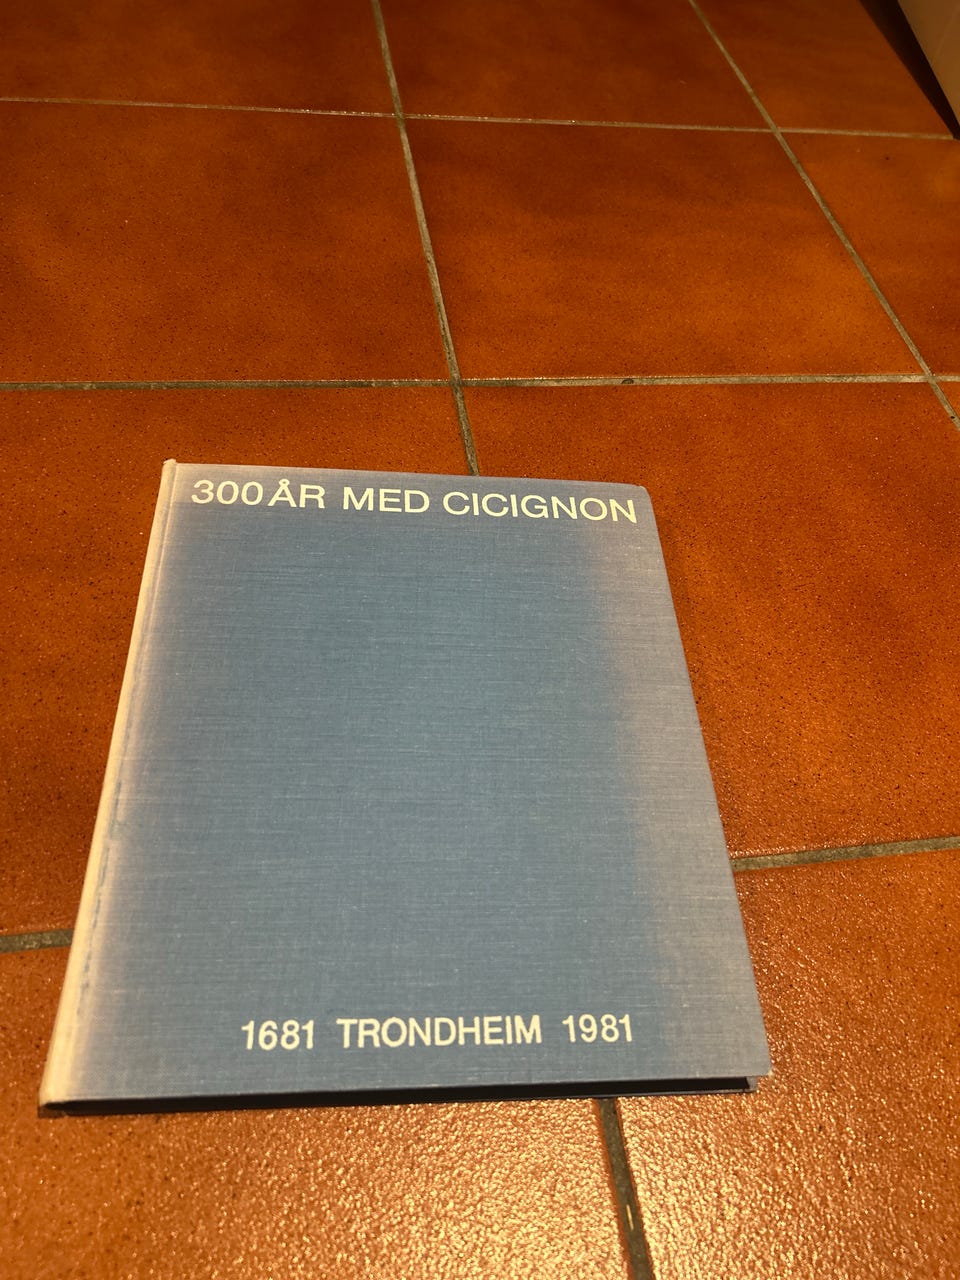 300 ÅR MED CICIGNON
1681 TRONDHEIM 1981